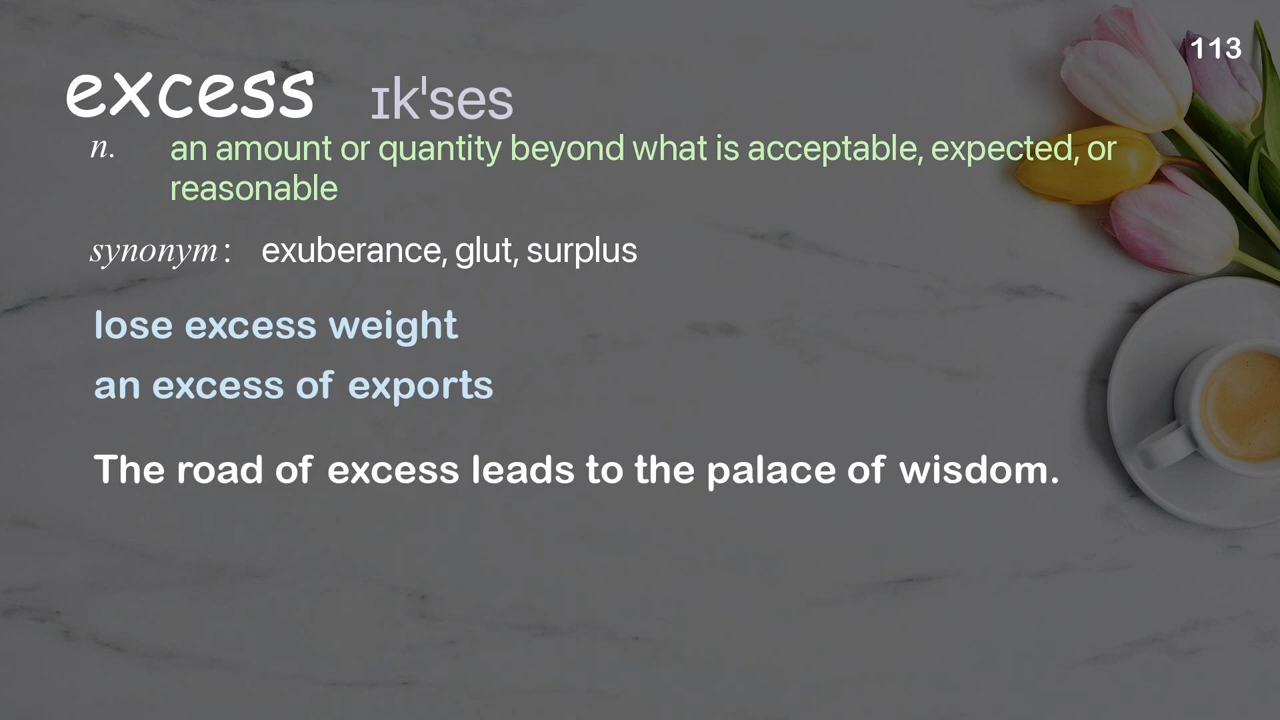 113
excess ɪk'ses
n. an amount or quantity beyond what is acceptable, expected, or
reasonable
synonym: exuberance, glut, surplus
lose excess weight
an excess of exports
The road of excess leads to the palace of wisdom.